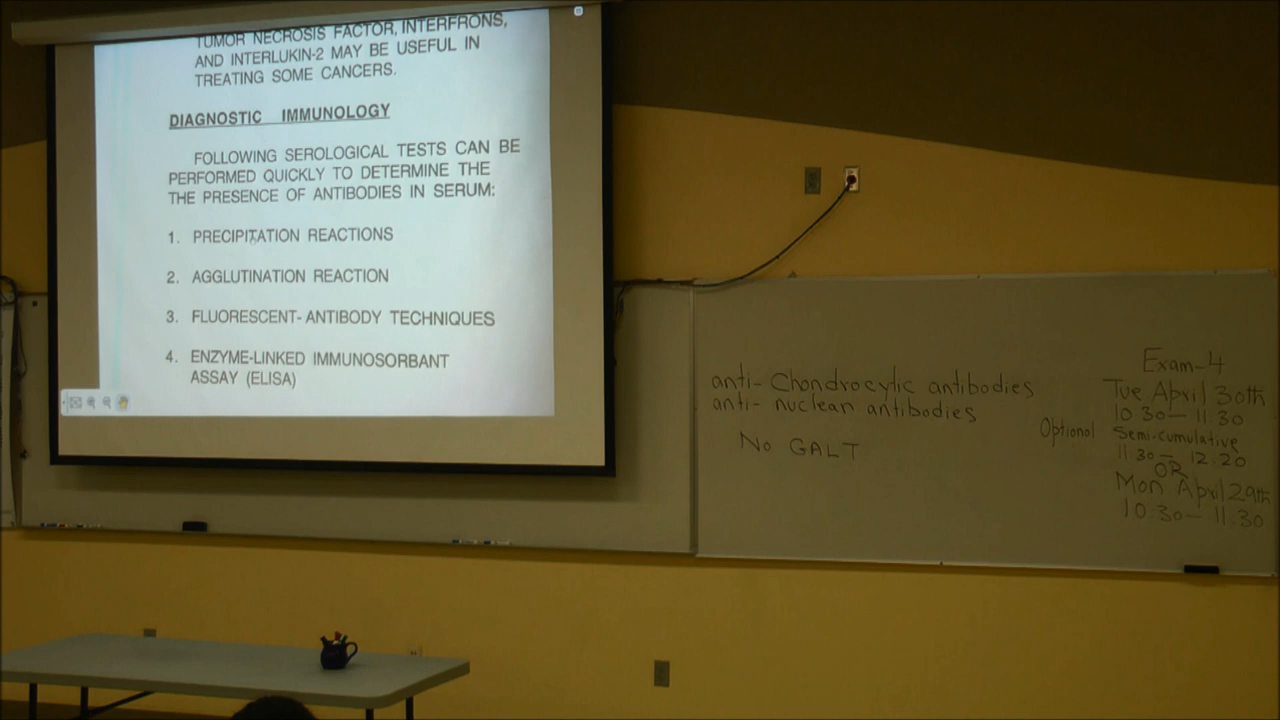 TUMOR NECROSIS FACTOR, INTERFRONS,
AND INTERLUKIN-2 MAY BE USEFUL IN
TREATING SOME CANCERS.
DIAGNOSTIC IMMUNOLOGY
FOLLOWING SEROLOGICAL TESTS CAN BE
PERFORMED QUICKLY TO DETERMINE THE
THE PRESENCE OF ANTIBODIES IN SERUM:
1. PRECIPITATION REACTIONS
2. AGGLUTINATION REACTION
3. FLUORESCENT-ANTIBODY TECHNIQUES
4. ENZYME-LINKED IMMUNOSORBANT
ASSAY (ELISA)
anti- Chondrocytic antibodies
anti- nuclean antibodies
No GALT
Exam-4
Tue April 30th
10:30 - 11:30
Optional Semi-cumulative
11:30 - 12:20
OR
Mon April 29th
10:30 - 11:30